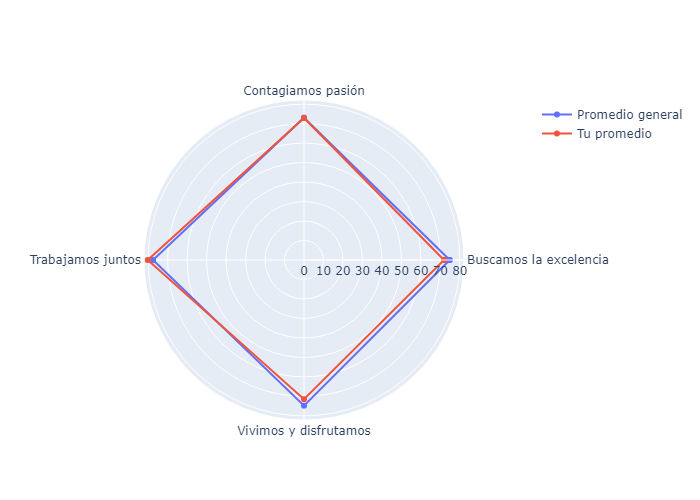 Contagiamos pasión
Promedio general
Tu promedio
Trabajamos juntos
Buscamos la excelencia
0 10 20 30 40 50 60 70 80
Vivimos y disfrutamos